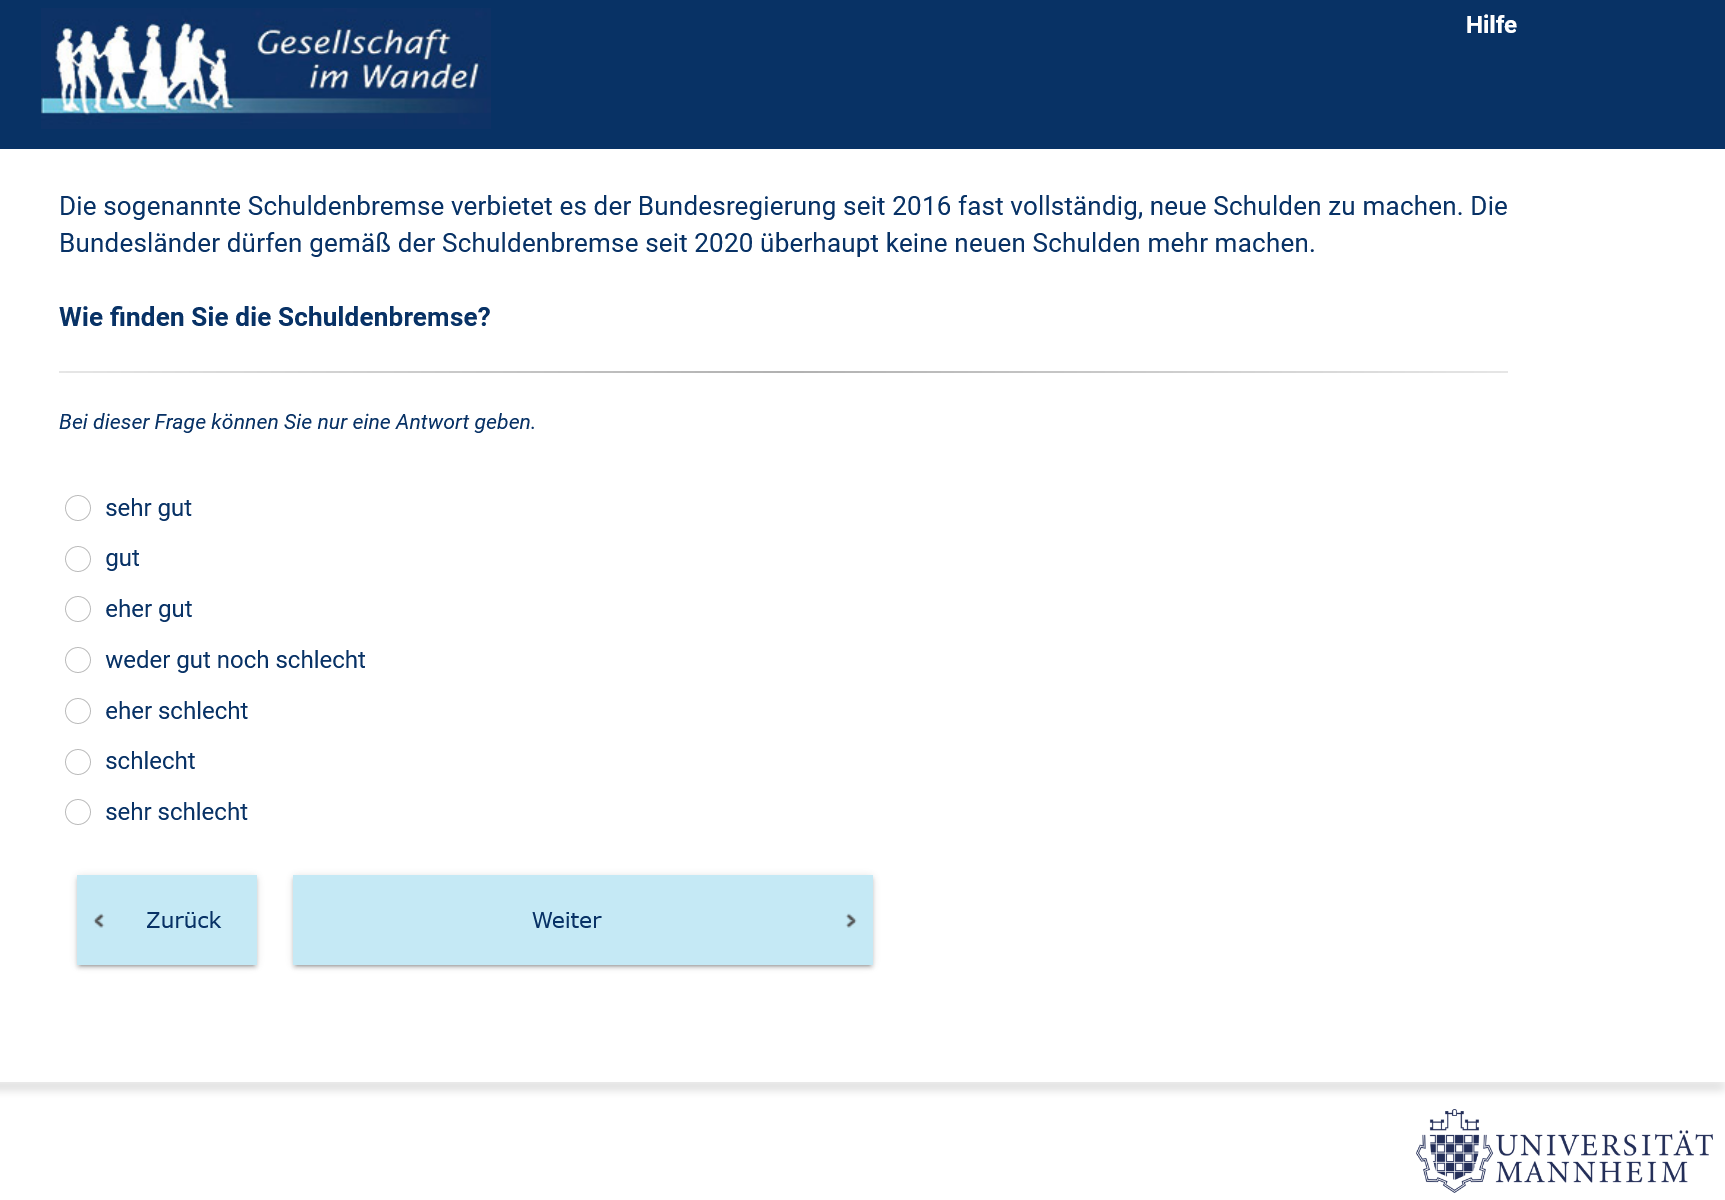 Gesellschaft
im Wandel
Hilfe
Die sogenannte Schuldenbremse verbietet es der Bundesregierung seit 2016 fast vollständig, neue Schulden zu machen. Die
Bundesländer dürfen gemäß der Schuldenbremse seit 2020 überhaupt keine neuen Schulden mehr machen.
Wie finden Sie die Schuldenbremse?
Bei dieser Frage können Sie nur eine Antwort geben.
sehr gut
gut
eher gut
weder gut noch schlecht
eher schlecht
schlecht
sehr schlecht
Zurück
Weiter
UNIVERSITÄT
MANNHEIM